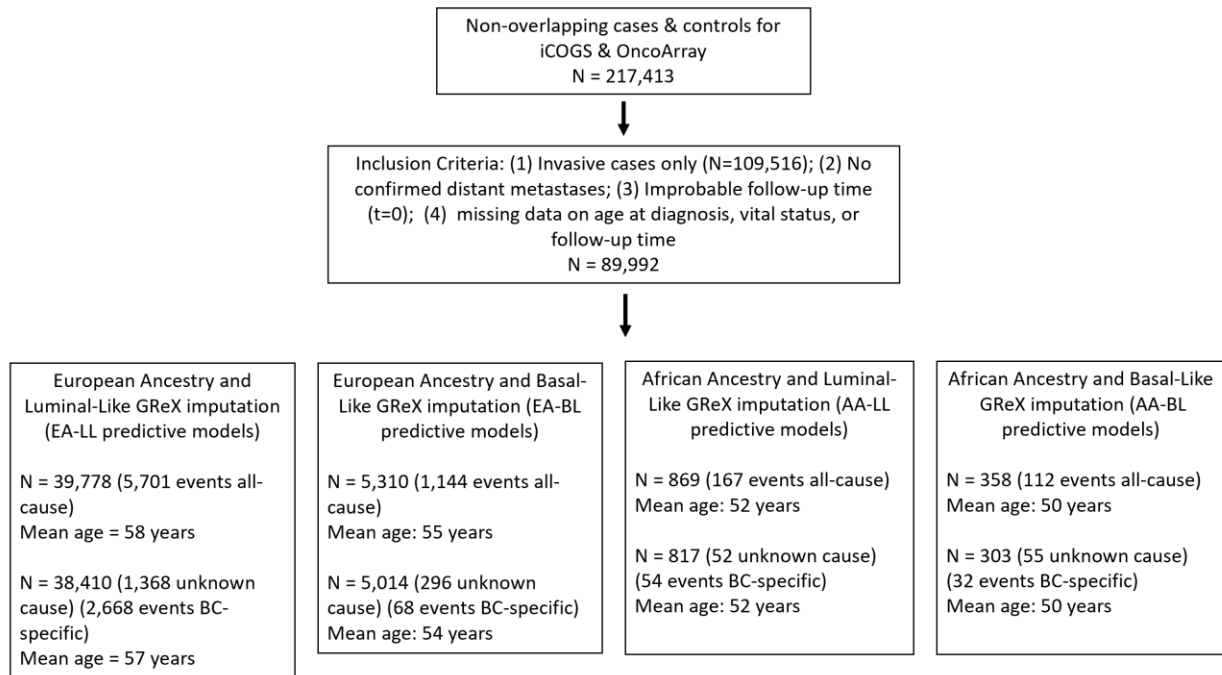 Non-overlapping cases & controls for
iCOGS & OncoArray
N = 217,413
Inclusion Criteria: (1) Invasive cases only (N=109,516); (2) No
confirmed distant metastases; (3) Improbable follow-up time
(t=0); (4) missing data on age at diagnosis, vital status, or
follow-up time
N = 89,992
European Ancestry and
Luminal-Like GReX imputation
(EA-LL predictive models)
N = 39,778 (5,701 events all-
cause)
Mean age = 58 years
N = 38,410 (1,368 unknown
cause) (2,668 events BC-
specific)
Mean age = 57 years
European Ancestry and Basal-
Like GReX imputation (EA-BL
predictive models)
N = 5,310 (1,144 events all-
cause)
Mean age: 55 years
N = 5,014 (296 unknown
cause) (68 events BC-specific)
Mean age: 54 years
African Ancestry and Luminal-
Like GReX imputation (AA-LL
predictive models)
N = 869 (167 events all-cause)
Mean age: 52 years
N = 817 (52 unknown cause)
(54 events BC-specific)
Mean age: 52 years
African Ancestry and Basal-Like
GReX imputation (AA-BL
predictive models)
N = 358 (112 events all-cause)
Mean age: 50 years
N = 303 (55 unknown cause)
(32 events BC-specific)
Mean age: 50 years